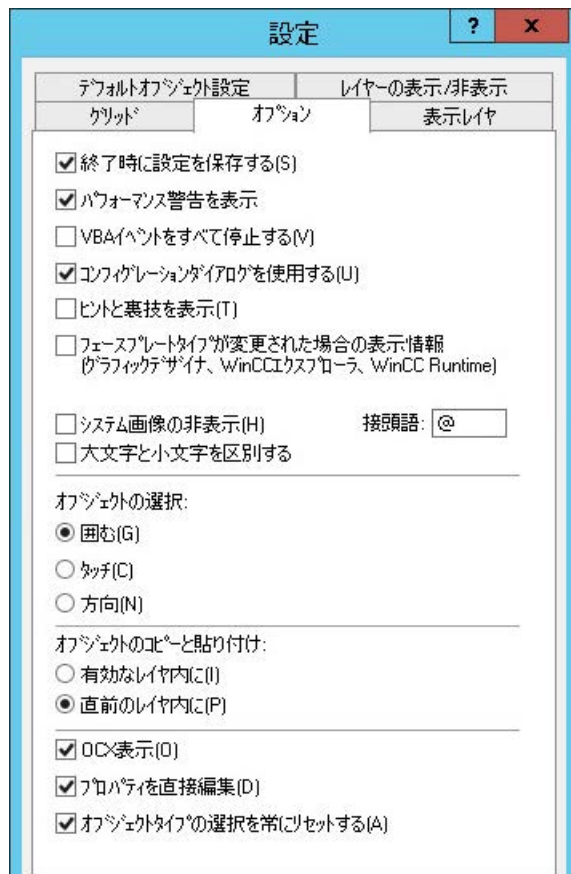 設定
? x
デフォルトオブジェクト設定 レイヤーの表示/非表示
グリッド オプション 表示レイヤ
終了時に設定を保存する(S)
パフォーマンス警告を表示
VBAイベントをすべて停止する(V)
コンフィグレーションダイアログを使用する(U)
ヒントと裏技を表示(T)
フェースプレートタイプが変更された場合の表示情報
(グラフィックデザイナ、WinCCエクスプローラ、WinCC Runtime)
システム画像の非表示(H) 接頭語: @
大文字と小文字を区別する
オブジェクトの選択:
囲む(G)
タッチ(C)
方向(N)
オブジェクトのコピーと貼り付け:
有効なレイヤ内に(I)
直前のレイヤ内に(P)
OCX表示(O)
プロパティを直接編集(D)
オブジェクトタイプの選択を常にリセットする(A)